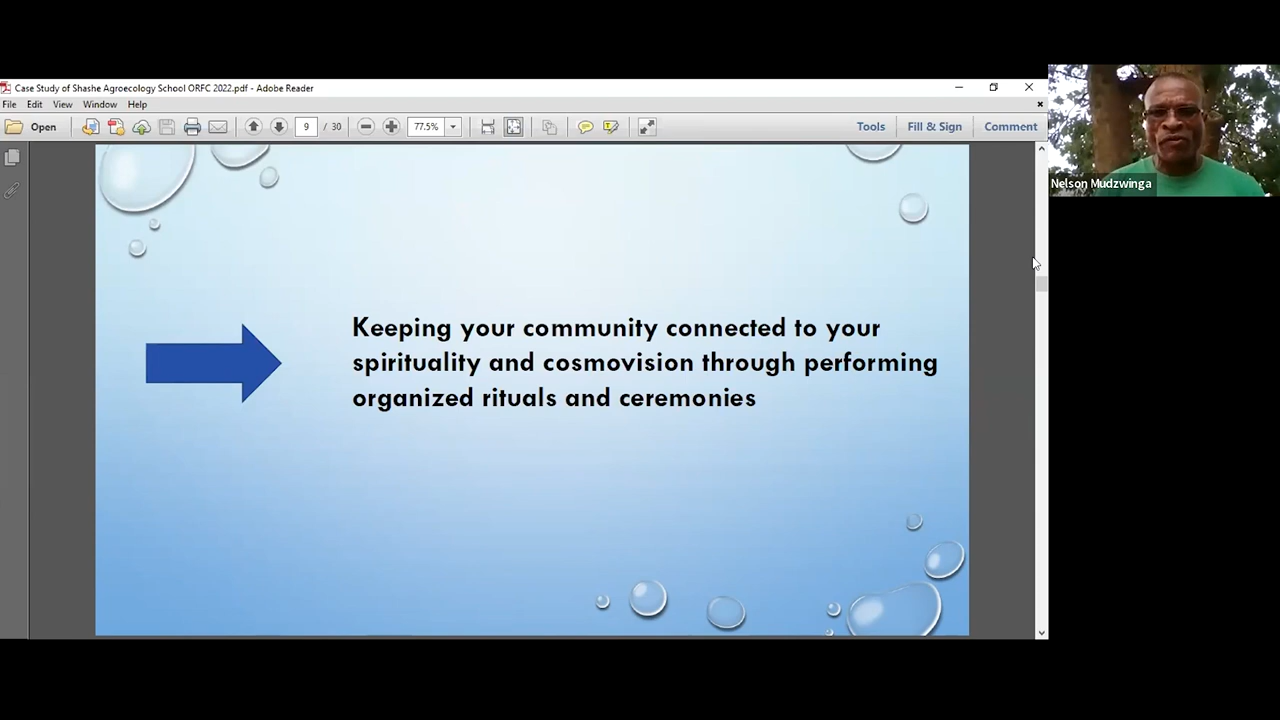 Case Study of Shashe Agroecology School ORFC 2022.pdf - Adobe Reader
File Edit View Window Help
Open 9 / 30 77.5% Tools Fill & Sign Comment
Nelson Mudzwinga
Keeping your community connected to your
spirituality and cosmovision through performing
organized rituals and ceremonies